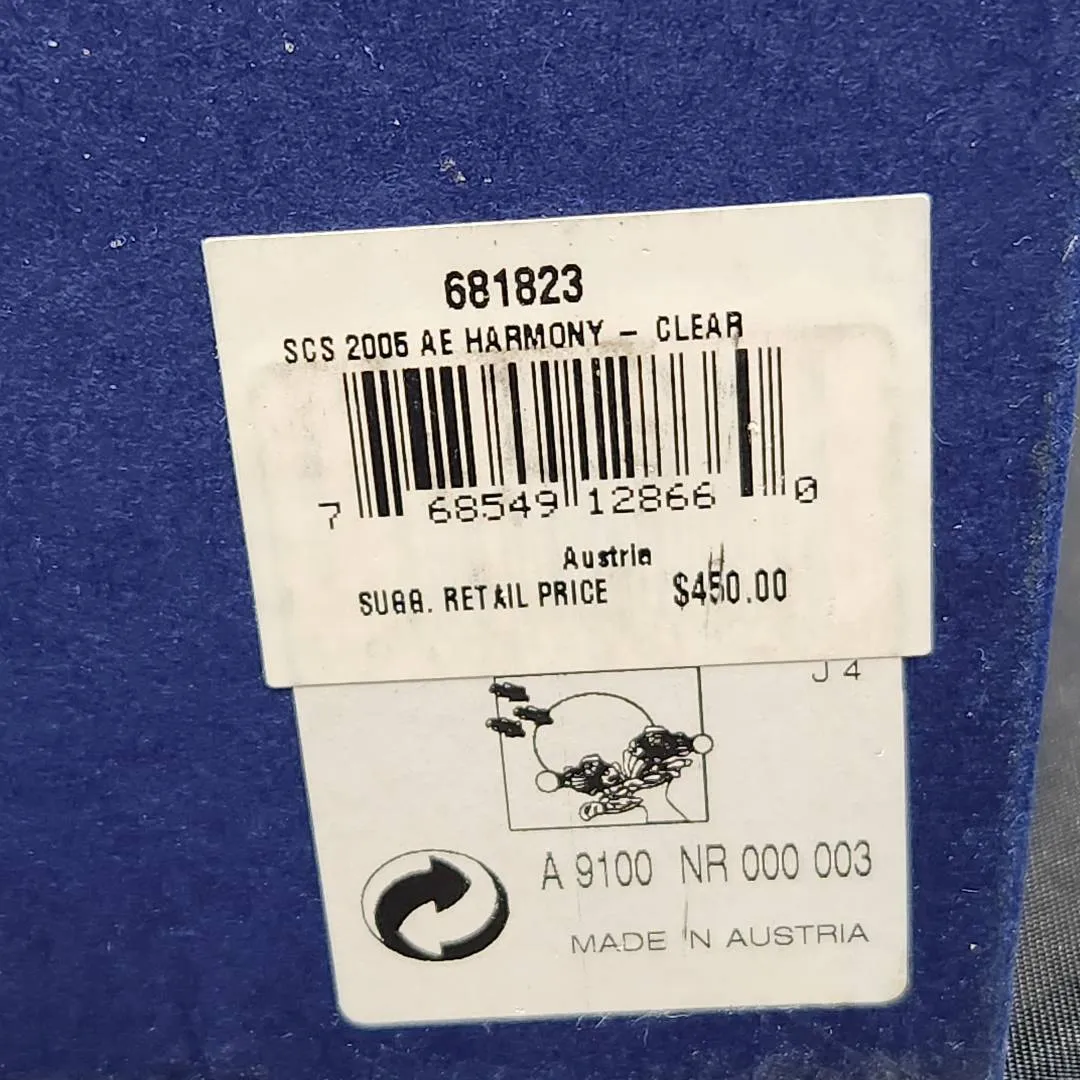 681823
SCS 2005 AE HARMONY – CLEAR
7 68549 12866 0
Austria
SUGG. RETAIL PRICE $450.00
J 4
A 9100 NR 000 003
MADE IN AUSTRIA